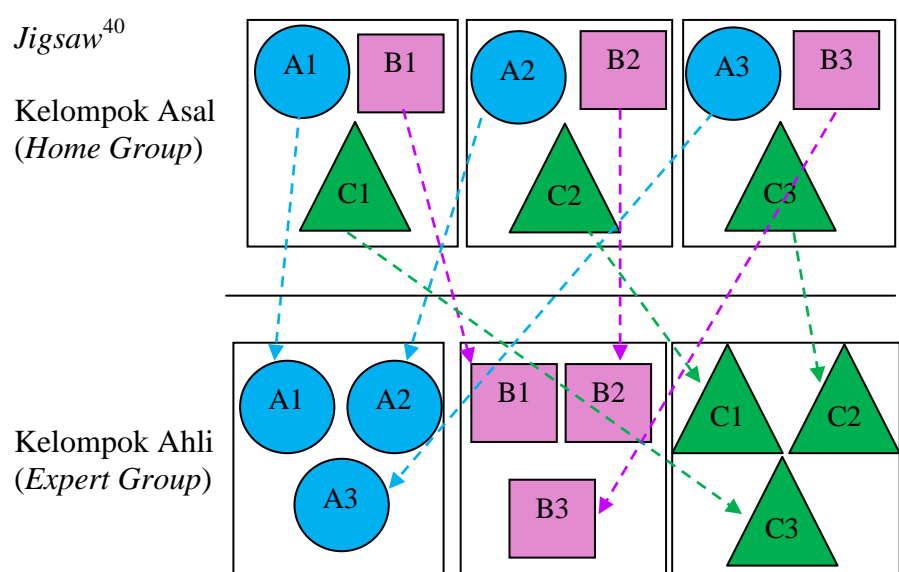 Jigsaw40
A1 B1 A2 B2 A3 B3
Kelompok Asal
(Home Group)
C1 C2 C3
A1 A2 B1 B2 C1 C2
Kelompok Ahli
(Expert Group)
A3 B3 C3